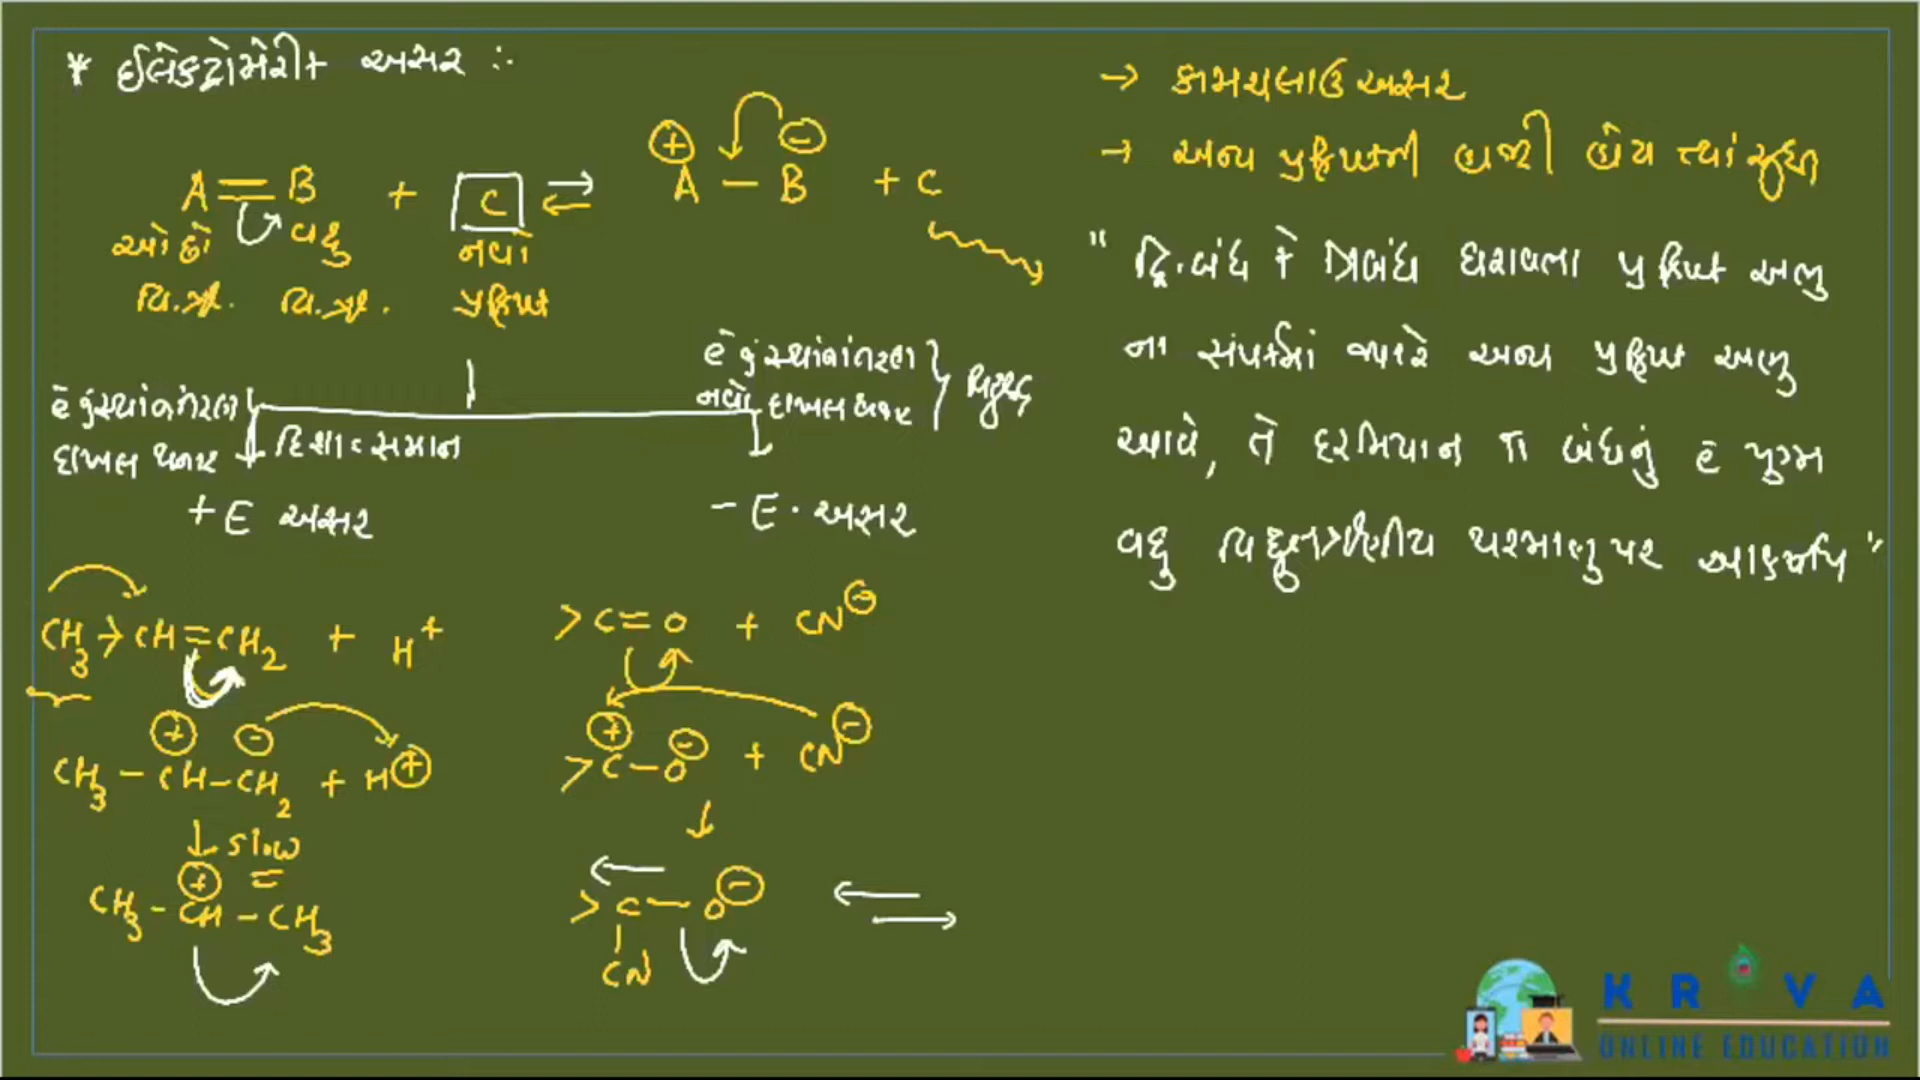 * ઈલેક્ટ્રોમેરીક અસર :-
A = B + C ⇌ A⊕ — B⊖ + C
ઓછો વધુ નવો
વિ.ઋ. વિ.ઋ. પ્રક્રિયક
e⁻ નું સ્થાનાંતરણ
દાખલ થનાર
દિશા: સમાન
+ E અસર
e⁻ નું સ્થાનાંતરણ
નવો દાખલ થનાર
વિરુદ્ધ
- E. અસર
CH3 → CH = CH2 + H+
CH3 - CH⊕ - CH2⊖ + H⊕
↓ slow
CH3 - CH⊕ - CH3
>C=O + CN⊖
>C⊕-O⊖ + CN⊖
↓
>C-O⊖
CN
→ કામચલાઉ અસર
→ અન્ય પ્રક્રિયકની હાજરી હોય ત્યાં સુધી
" દ્વિ.બંધ કે ત્રિબંધ ધરાવતા પ્રક્રિયક અણુ
ના સંપર્કમાં જ્યારે અન્ય પ્રક્રિયક અણુ
આવે, તે દરમિયાન π બંધનું e⁻ યુગ્મ
વધુ વિદ્યુતઋણીય પરમાણુ પર આકર્ષાય "
KRIVA
ONLINE EDUCATION